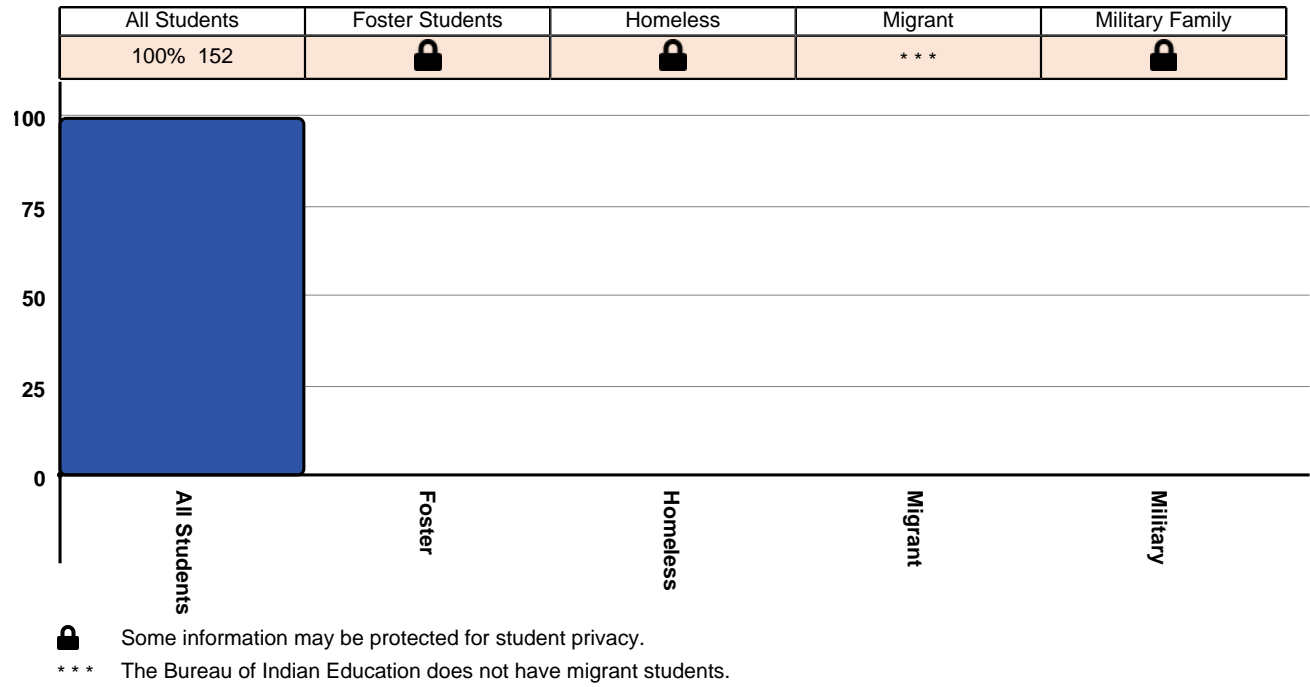 All Students Foster Students Homeless Migrant Military Family
100% 152 * * *
100
75
50
25
0
All Students
Foster
Homeless
Migrant
Military
Some information may be protected for student privacy.
* * * The Bureau of Indian Education does not have migrant students.